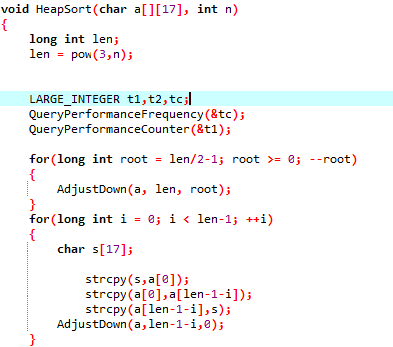 void HeapSort(char a[][17], int n)
{
    long int len;
    len = pow(3,n);
    LARGE_INTEGER t1,t2,tc;
    QueryPerformanceFrequency(&tc);
    QueryPerformanceCounter(&t1);
    for(long int root = len/2-1; root >= 0; --root)
    {
        AdjustDown(a, len, root);
    }
    for(long int i = 0; i < len-1; ++i)
    {
        char s[17];
            strcpy(s,a[0]);
            strcpy(a[0],a[len-1-i]);
            strcpy(a[len-1-i],s);
        AdjustDown(a,len-1-i,0);
    }